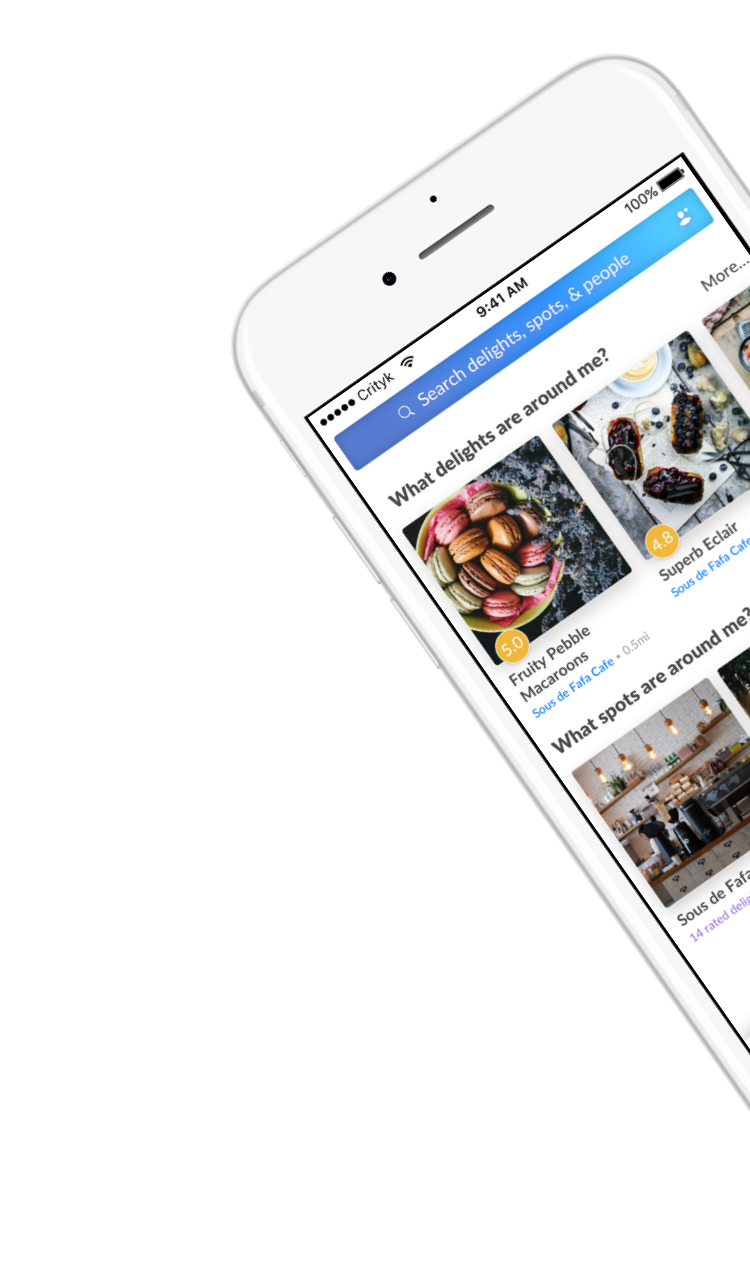 Crityk
9:41 AM
100%
Search delights, spots, & people
What delights are around me?
More...
5.0
Fruity Pebble
Macaroons
Sous de Fafa Cafe • 0.5mi
4.8
Superb Eclair
Sous de Fafa Cafe
What spots are around me?
Sous de Fafa
14 rated